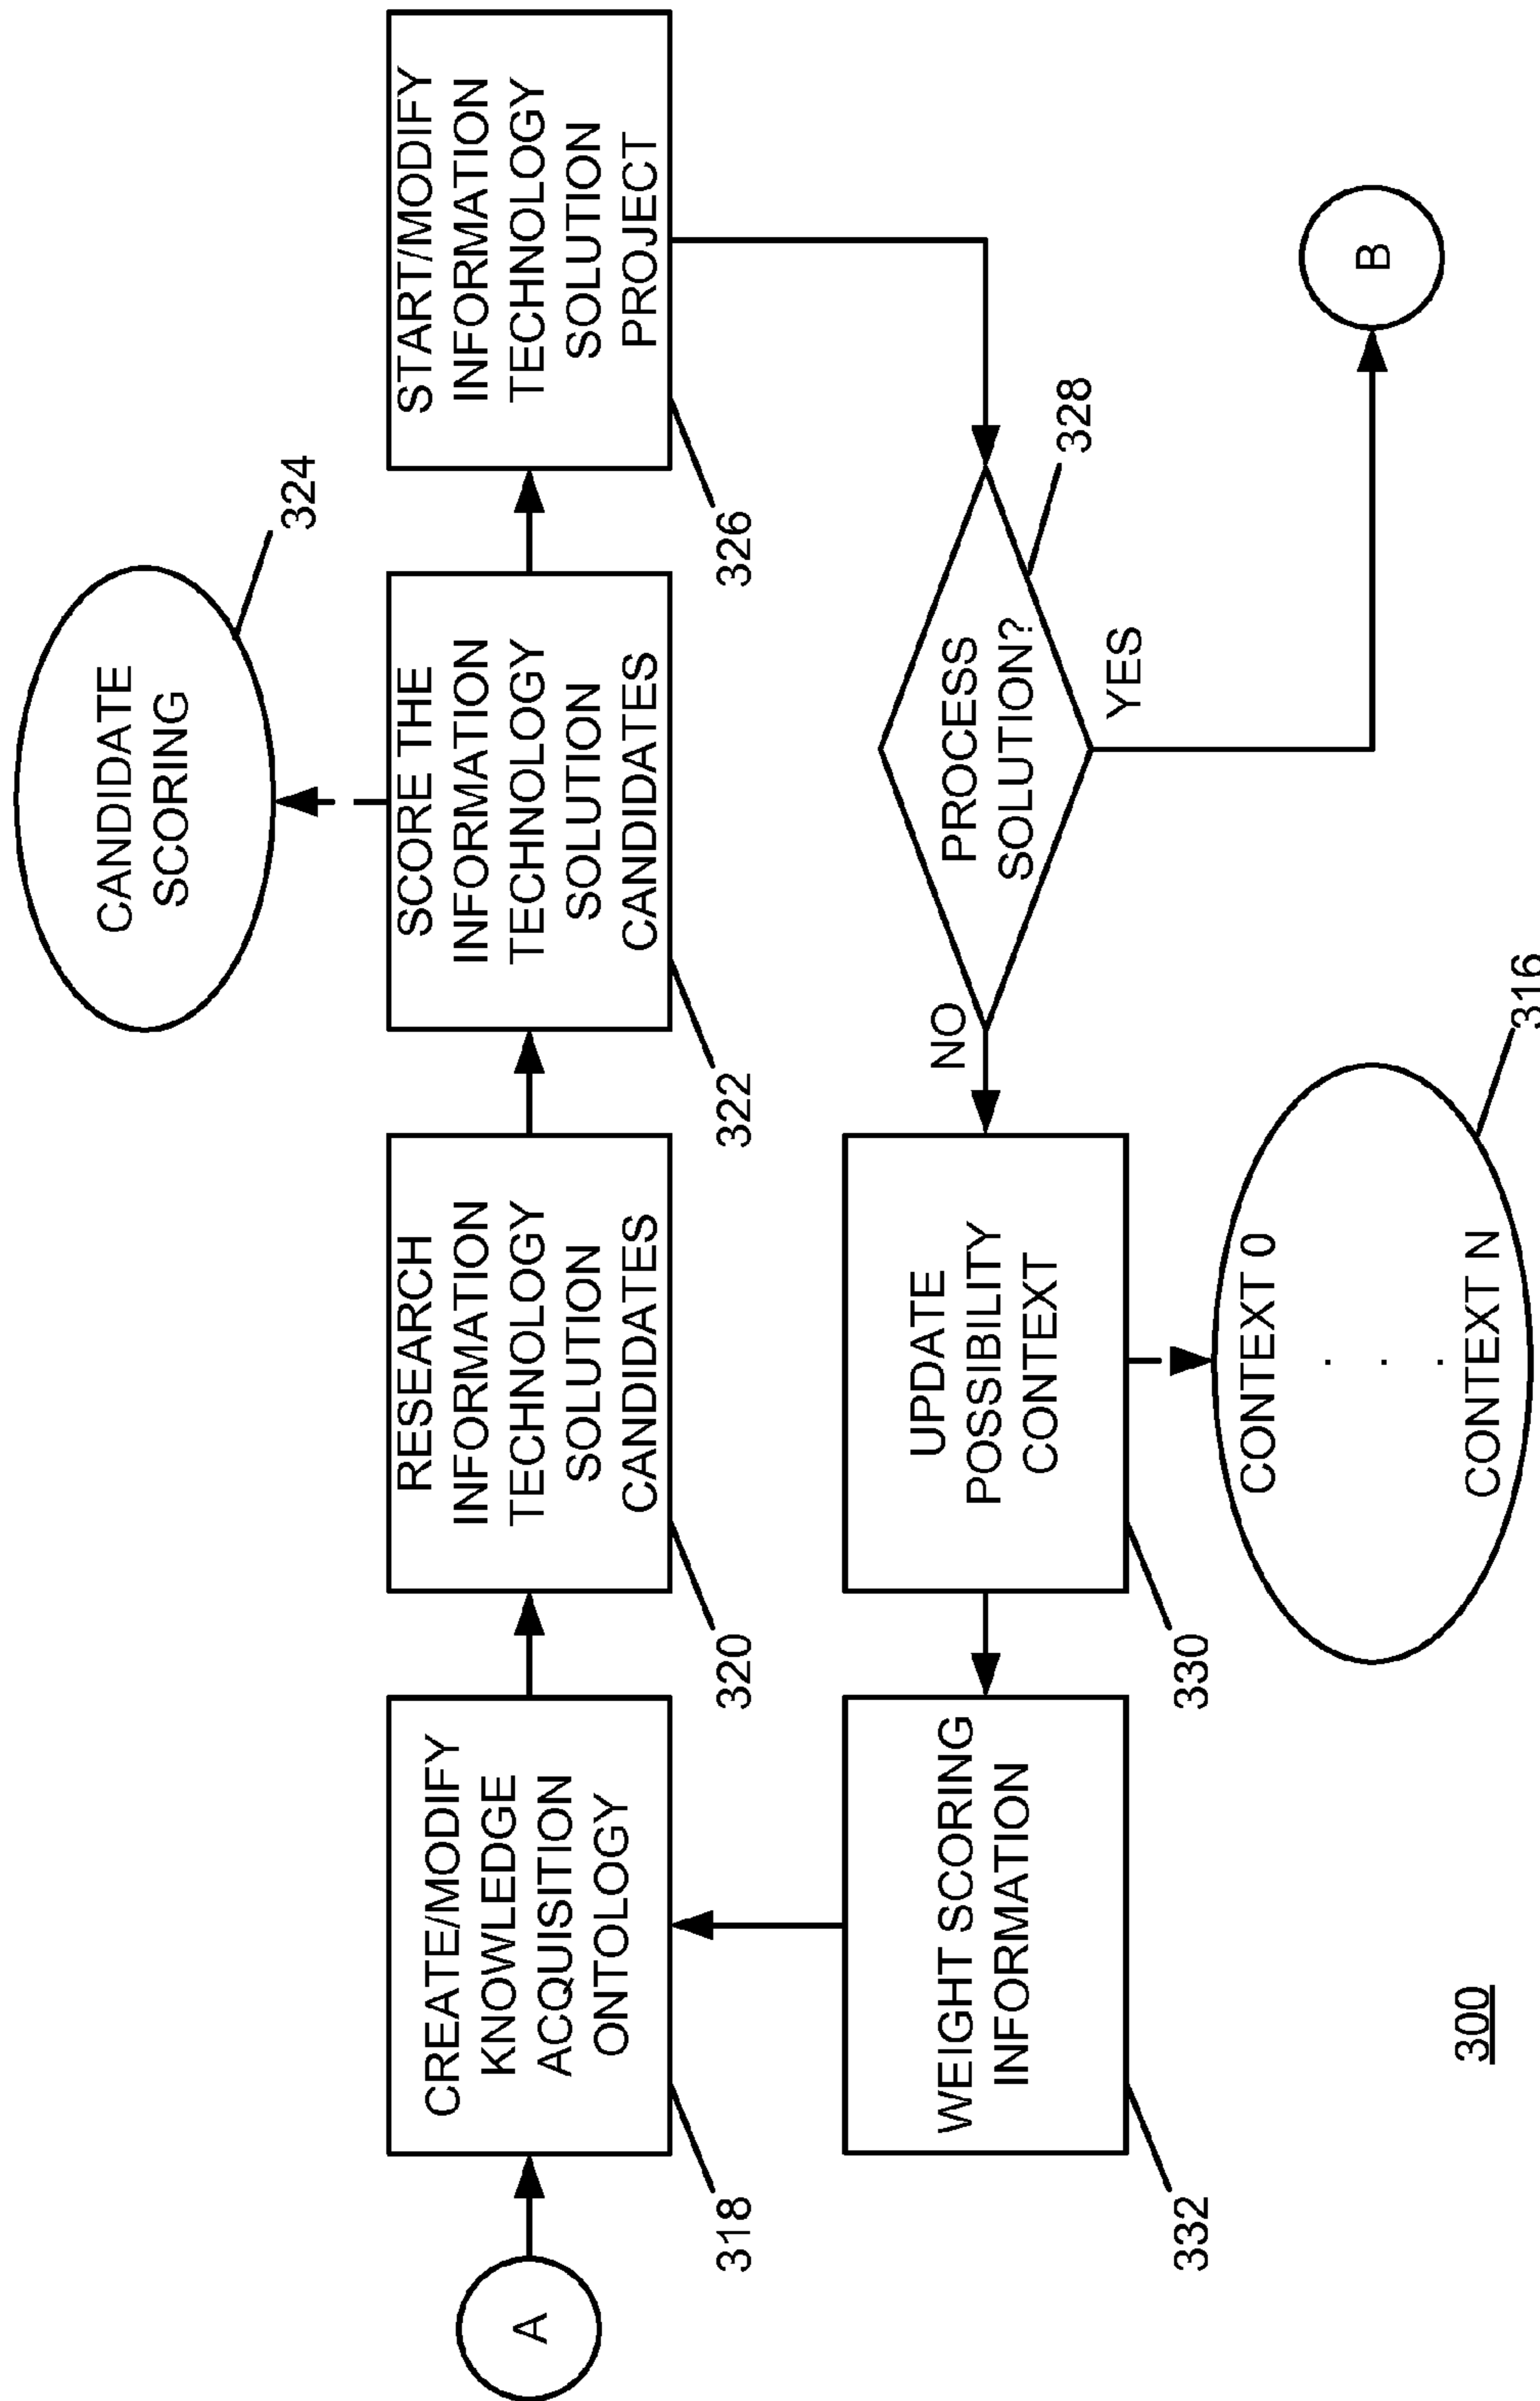 CANDIDATE
SCORING
324
A
CREATE/MODIFY
KNOWLEDGE
ACQUISITION
ONTOLOGY
318
RESEARCH
INFORMATION
TECHNOLOGY
SOLUTION
CANDIDATES
320
SCORE THE
INFORMATION
TECHNOLOGY
SOLUTION
CANDIDATES
322
START/MODIFY
INFORMATION
TECHNOLOGY
SOLUTION
PROJECT
326
WEIGHT SCORING
INFORMATION
332
UPDATE
POSSIBILITY
CONTEXT
330
NO
PROCESS
SOLUTION?
328
YES
CONTEXT 0
.
.
.
CONTEXT N
316
B
300